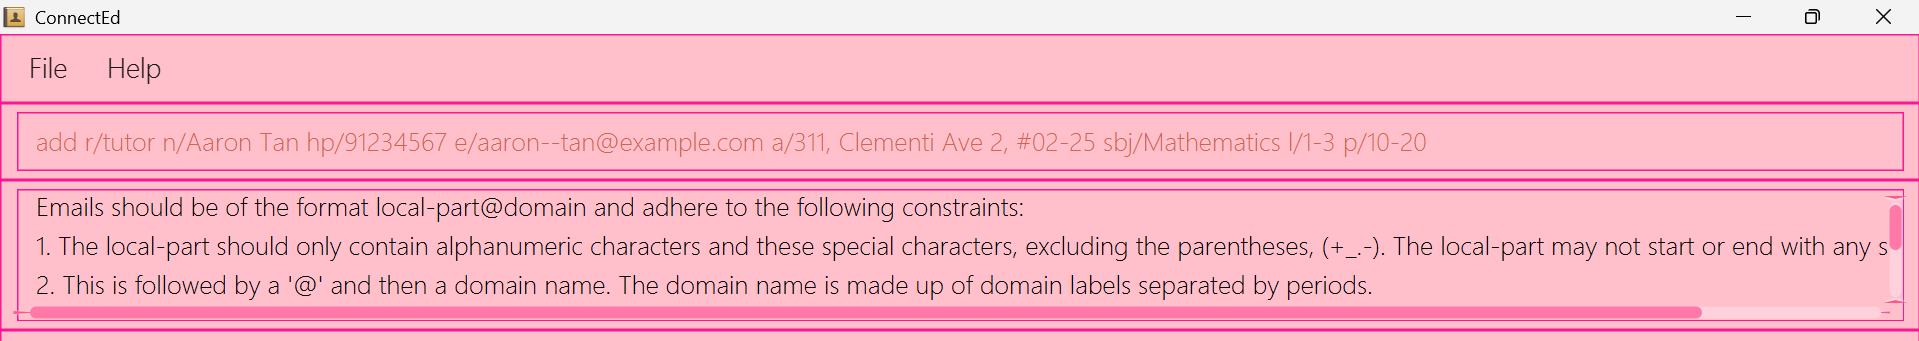 ConnectEd
File Help
add r/tutor n/Aaron Tan hp/91234567 e/aaron--tan@example.com a/311, Clementi Ave 2, #02-25 sbj/Mathematics l/1-3 p/10-20
Emails should be of the format local-part@domain and adhere to the following constraints:
1. The local-part should only contain alphanumeric characters and these special characters, excluding the parentheses, (+_.-). The local-part may not start or end with any s
2. This is followed by a '@' and then a domain name. The domain name is made up of domain labels separated by periods.